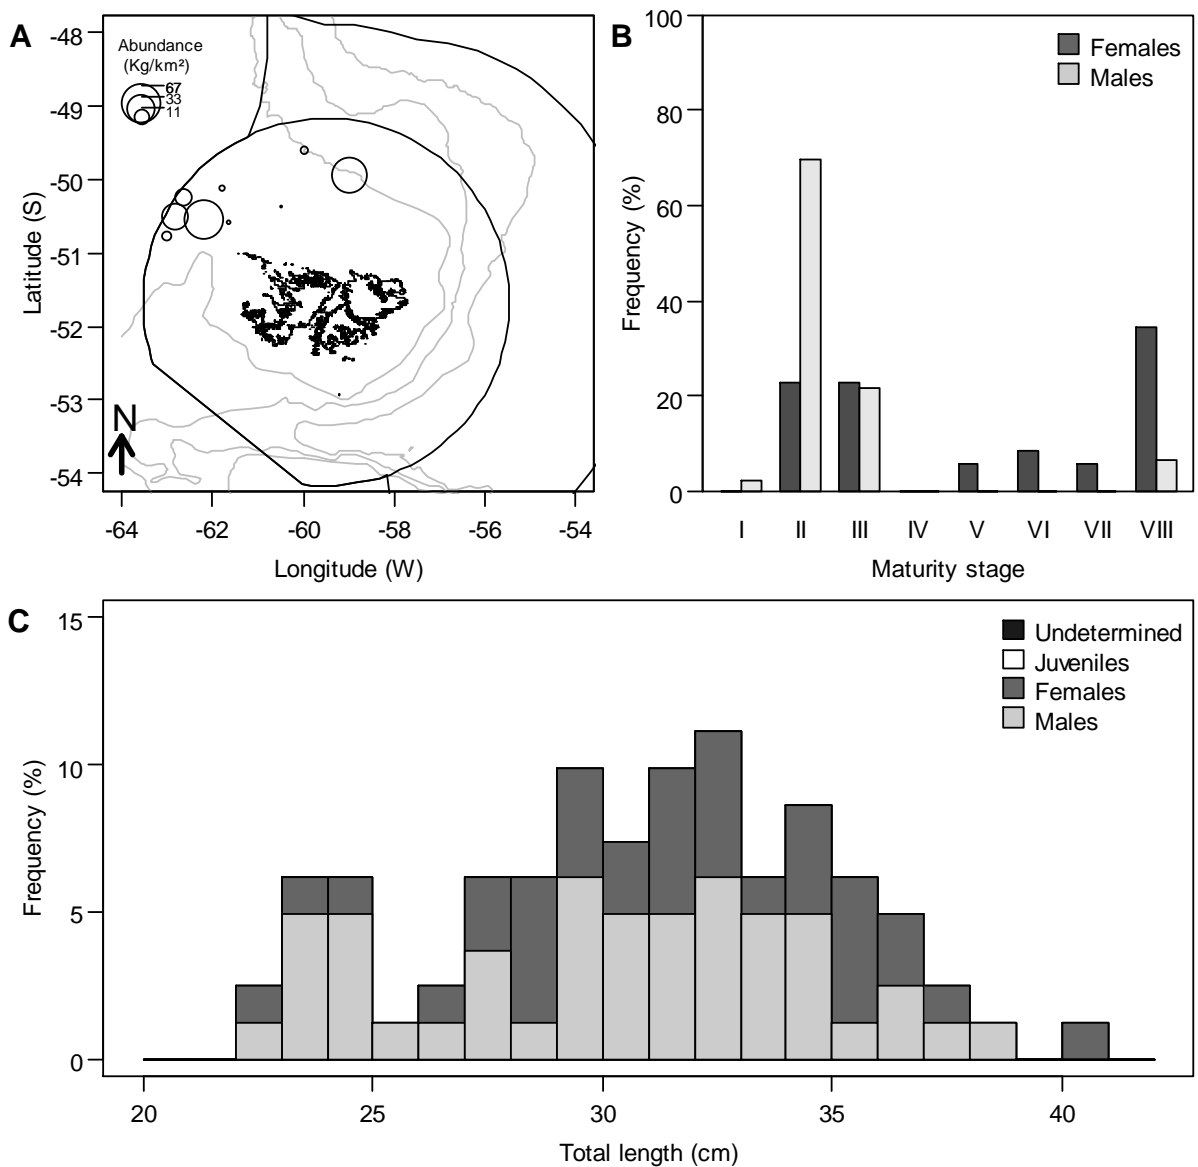 A
Abundance
(Kg/km²)
67
33
11
-48
-49
-50
-51
-52
-53
-54
Latitude (S)
N
-64
-62
-60
-58
-56
-54
Longitude (W)
B
100
80
60
40
20
0
Frequency (%)
Females
Males
I
II
III
IV
V
VI
VII
VIII
Maturity stage
C
15
10
5
0
Frequency (%)
Undetermined
Juveniles
Females
Males
20
25
30
35
40
Total length (cm)